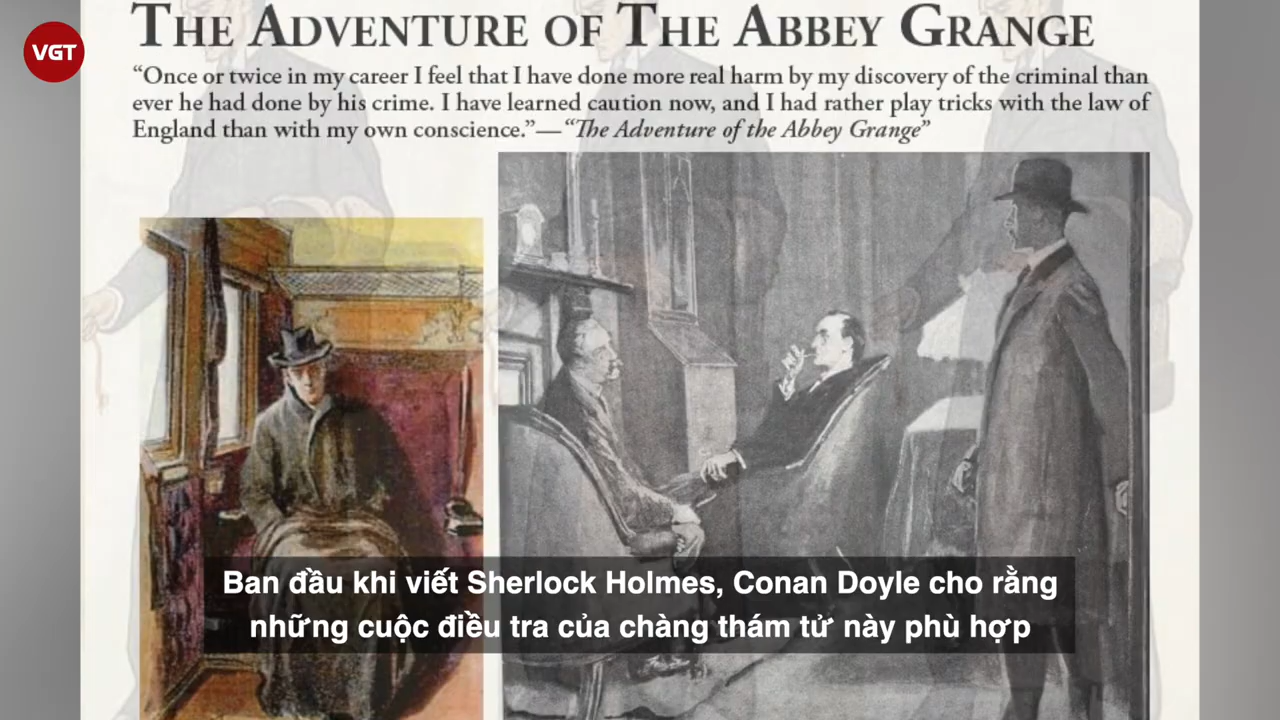 VGT
THE ADVENTURE OF THE ABBEY GRANGE
“Once or twice in my career I feel that I have done more real harm by my discovery of the criminal than
ever he had done by his crime. I have learned caution now, and I had rather play tricks with the law of
England than with my own conscience.”—“The Adventure of the Abbey Grange”
Ban đầu khi viết Sherlock Holmes, Conan Doyle cho rằng
những cuộc điều tra của chàng thám tử này phù hợp